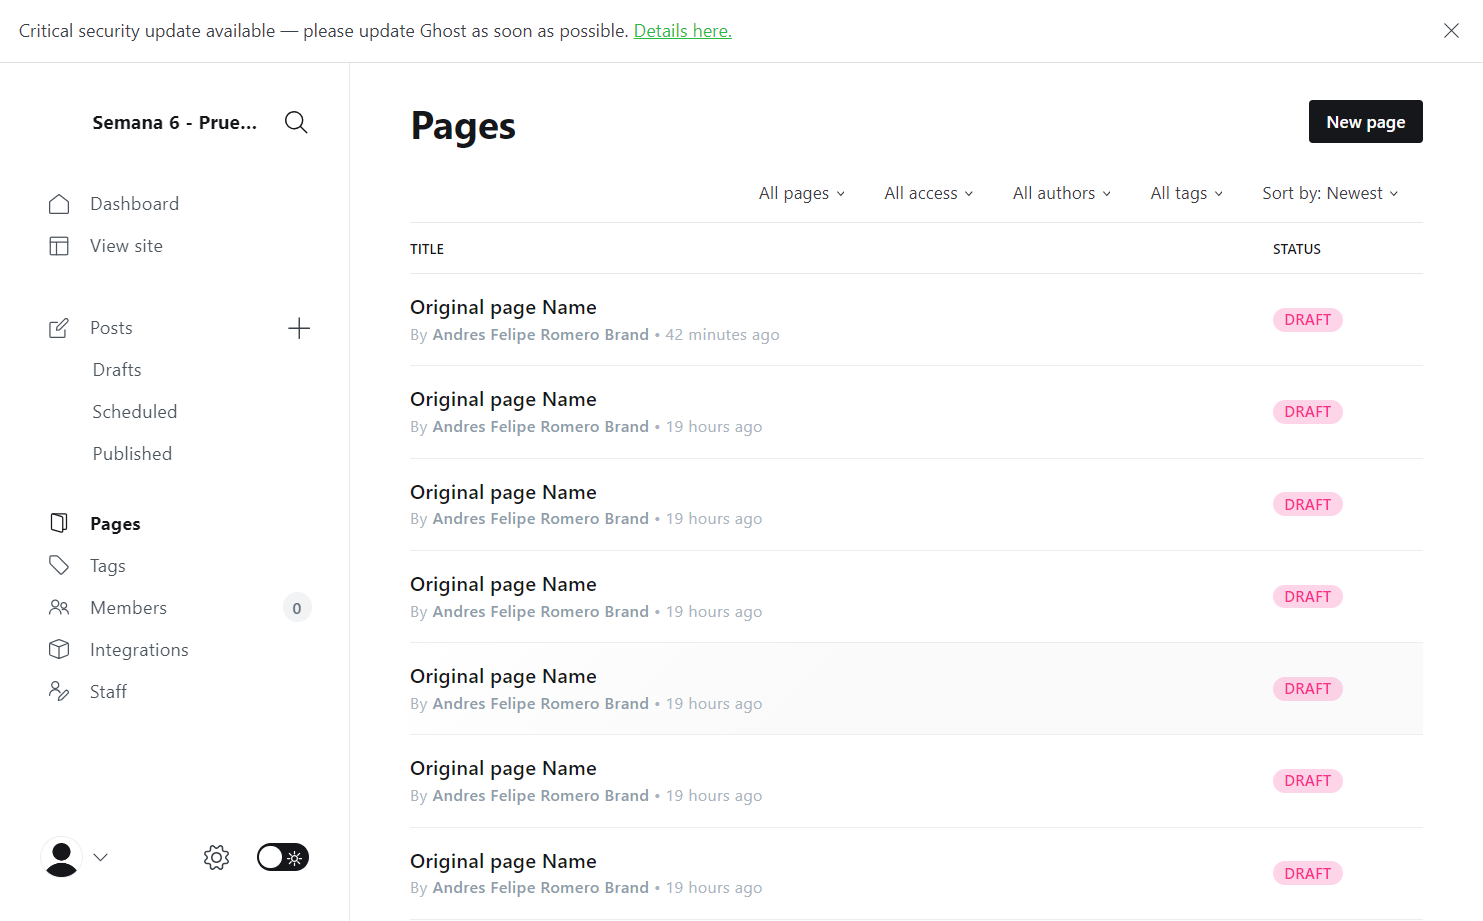 Critical security update available — please update Ghost as soon as possible. Details here.
Semana 6 - Prue...
Dashboard
View site
Posts
Drafts
Scheduled
Published
Pages
Tags
Members 0
Integrations
Staff
Pages
New page
All pages All access All authors All tags Sort by: Newest
TITLE STATUS
Original page Name
By Andres Felipe Romero Brand • 42 minutes ago
DRAFT
Original page Name
By Andres Felipe Romero Brand • 19 hours ago
DRAFT
Original page Name
By Andres Felipe Romero Brand • 19 hours ago
DRAFT
Original page Name
By Andres Felipe Romero Brand • 19 hours ago
DRAFT
Original page Name
By Andres Felipe Romero Brand • 19 hours ago
DRAFT
Original page Name
By Andres Felipe Romero Brand • 19 hours ago
DRAFT
Original page Name
By Andres Felipe Romero Brand • 19 hours ago
DRAFT